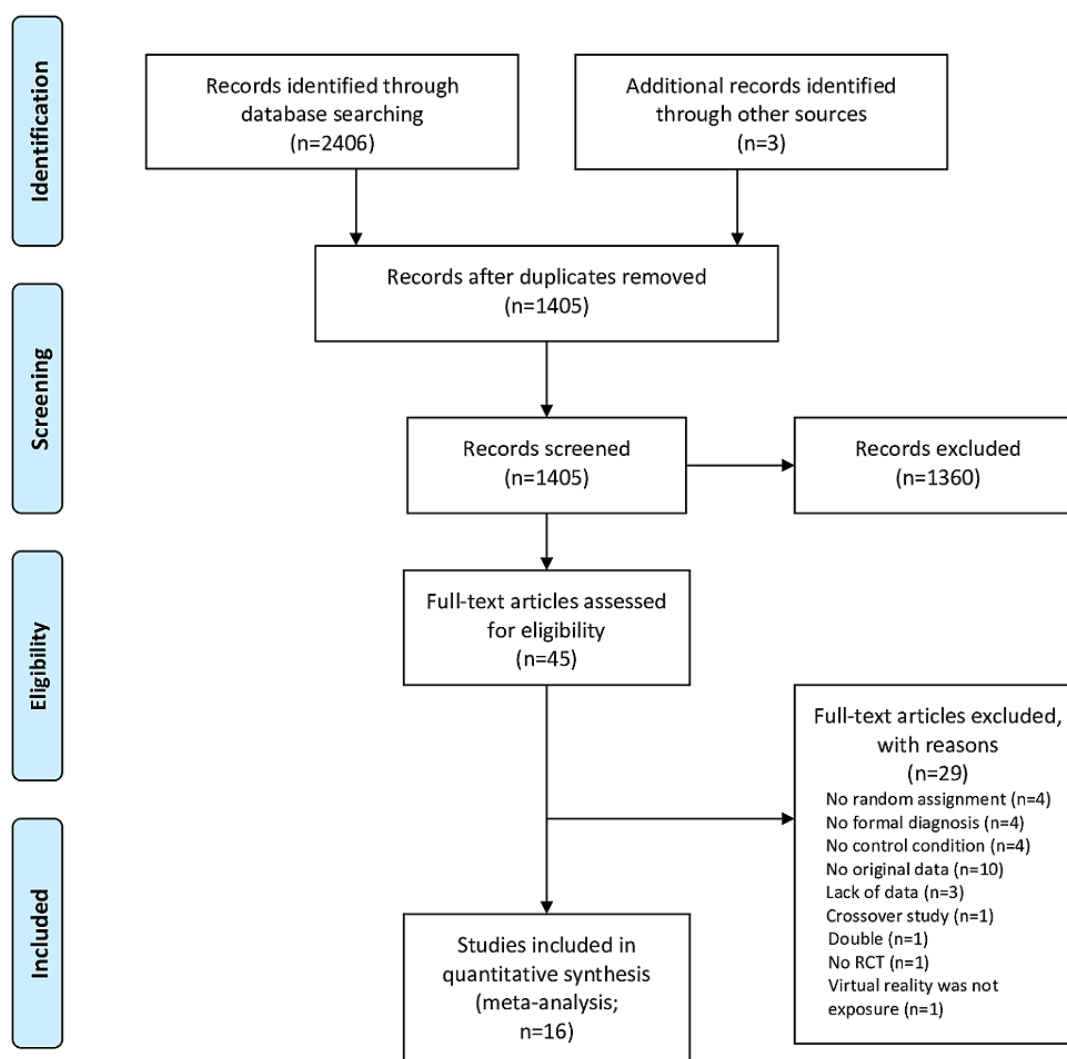 Identification
Records identified through
database searching
(n=2406)
Additional records identified
through other sources
(n=3)
Records after duplicates removed
(n=1405)
Screening
Records screened
(n=1405)
Records excluded
(n=1360)
Eligibility
Full-text articles assessed
for eligibility
(n=45)
Full-text articles excluded,
with reasons
(n=29)
No random assignment (n=4)
No formal diagnosis (n=4)
No control condition (n=4)
No original data (n=10)
Lack of data (n=3)
Crossover study (n=1)
Double (n=1)
No RCT (n=1)
Virtual reality was not
exposure (n=1)
Included
Studies included in
quantitative synthesis
(meta-analysis;
n=16)